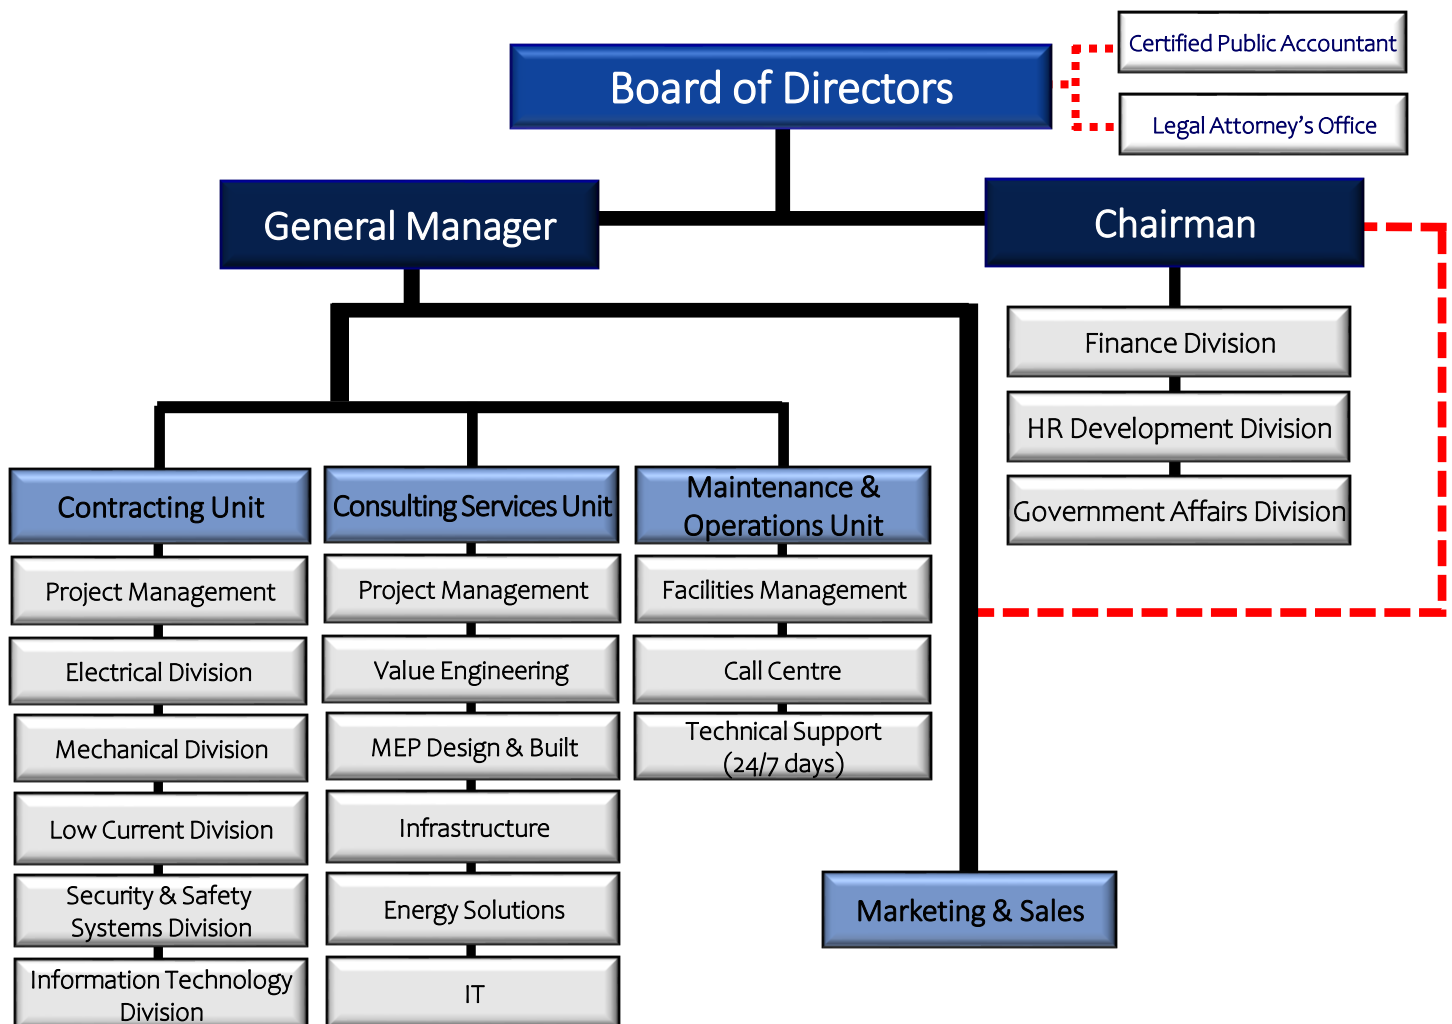 Certified Public Accountant
Board of Directors
Legal Attorney’s Office
General Manager
Chairman
Finance Division
HR Development Division
Government Affairs Division
Contracting Unit
Project Management
Electrical Division
Mechanical Division
Low Current Division
Security & Safety
Systems Division
Information Technology
Division
Consulting Services Unit
Project Management
Value Engineering
MEP Design & Built
Infrastructure
Energy Solutions
IT
Maintenance &
Operations Unit
Facilities Management
Call Centre
Technical Support
(24/7 days)
Marketing & Sales